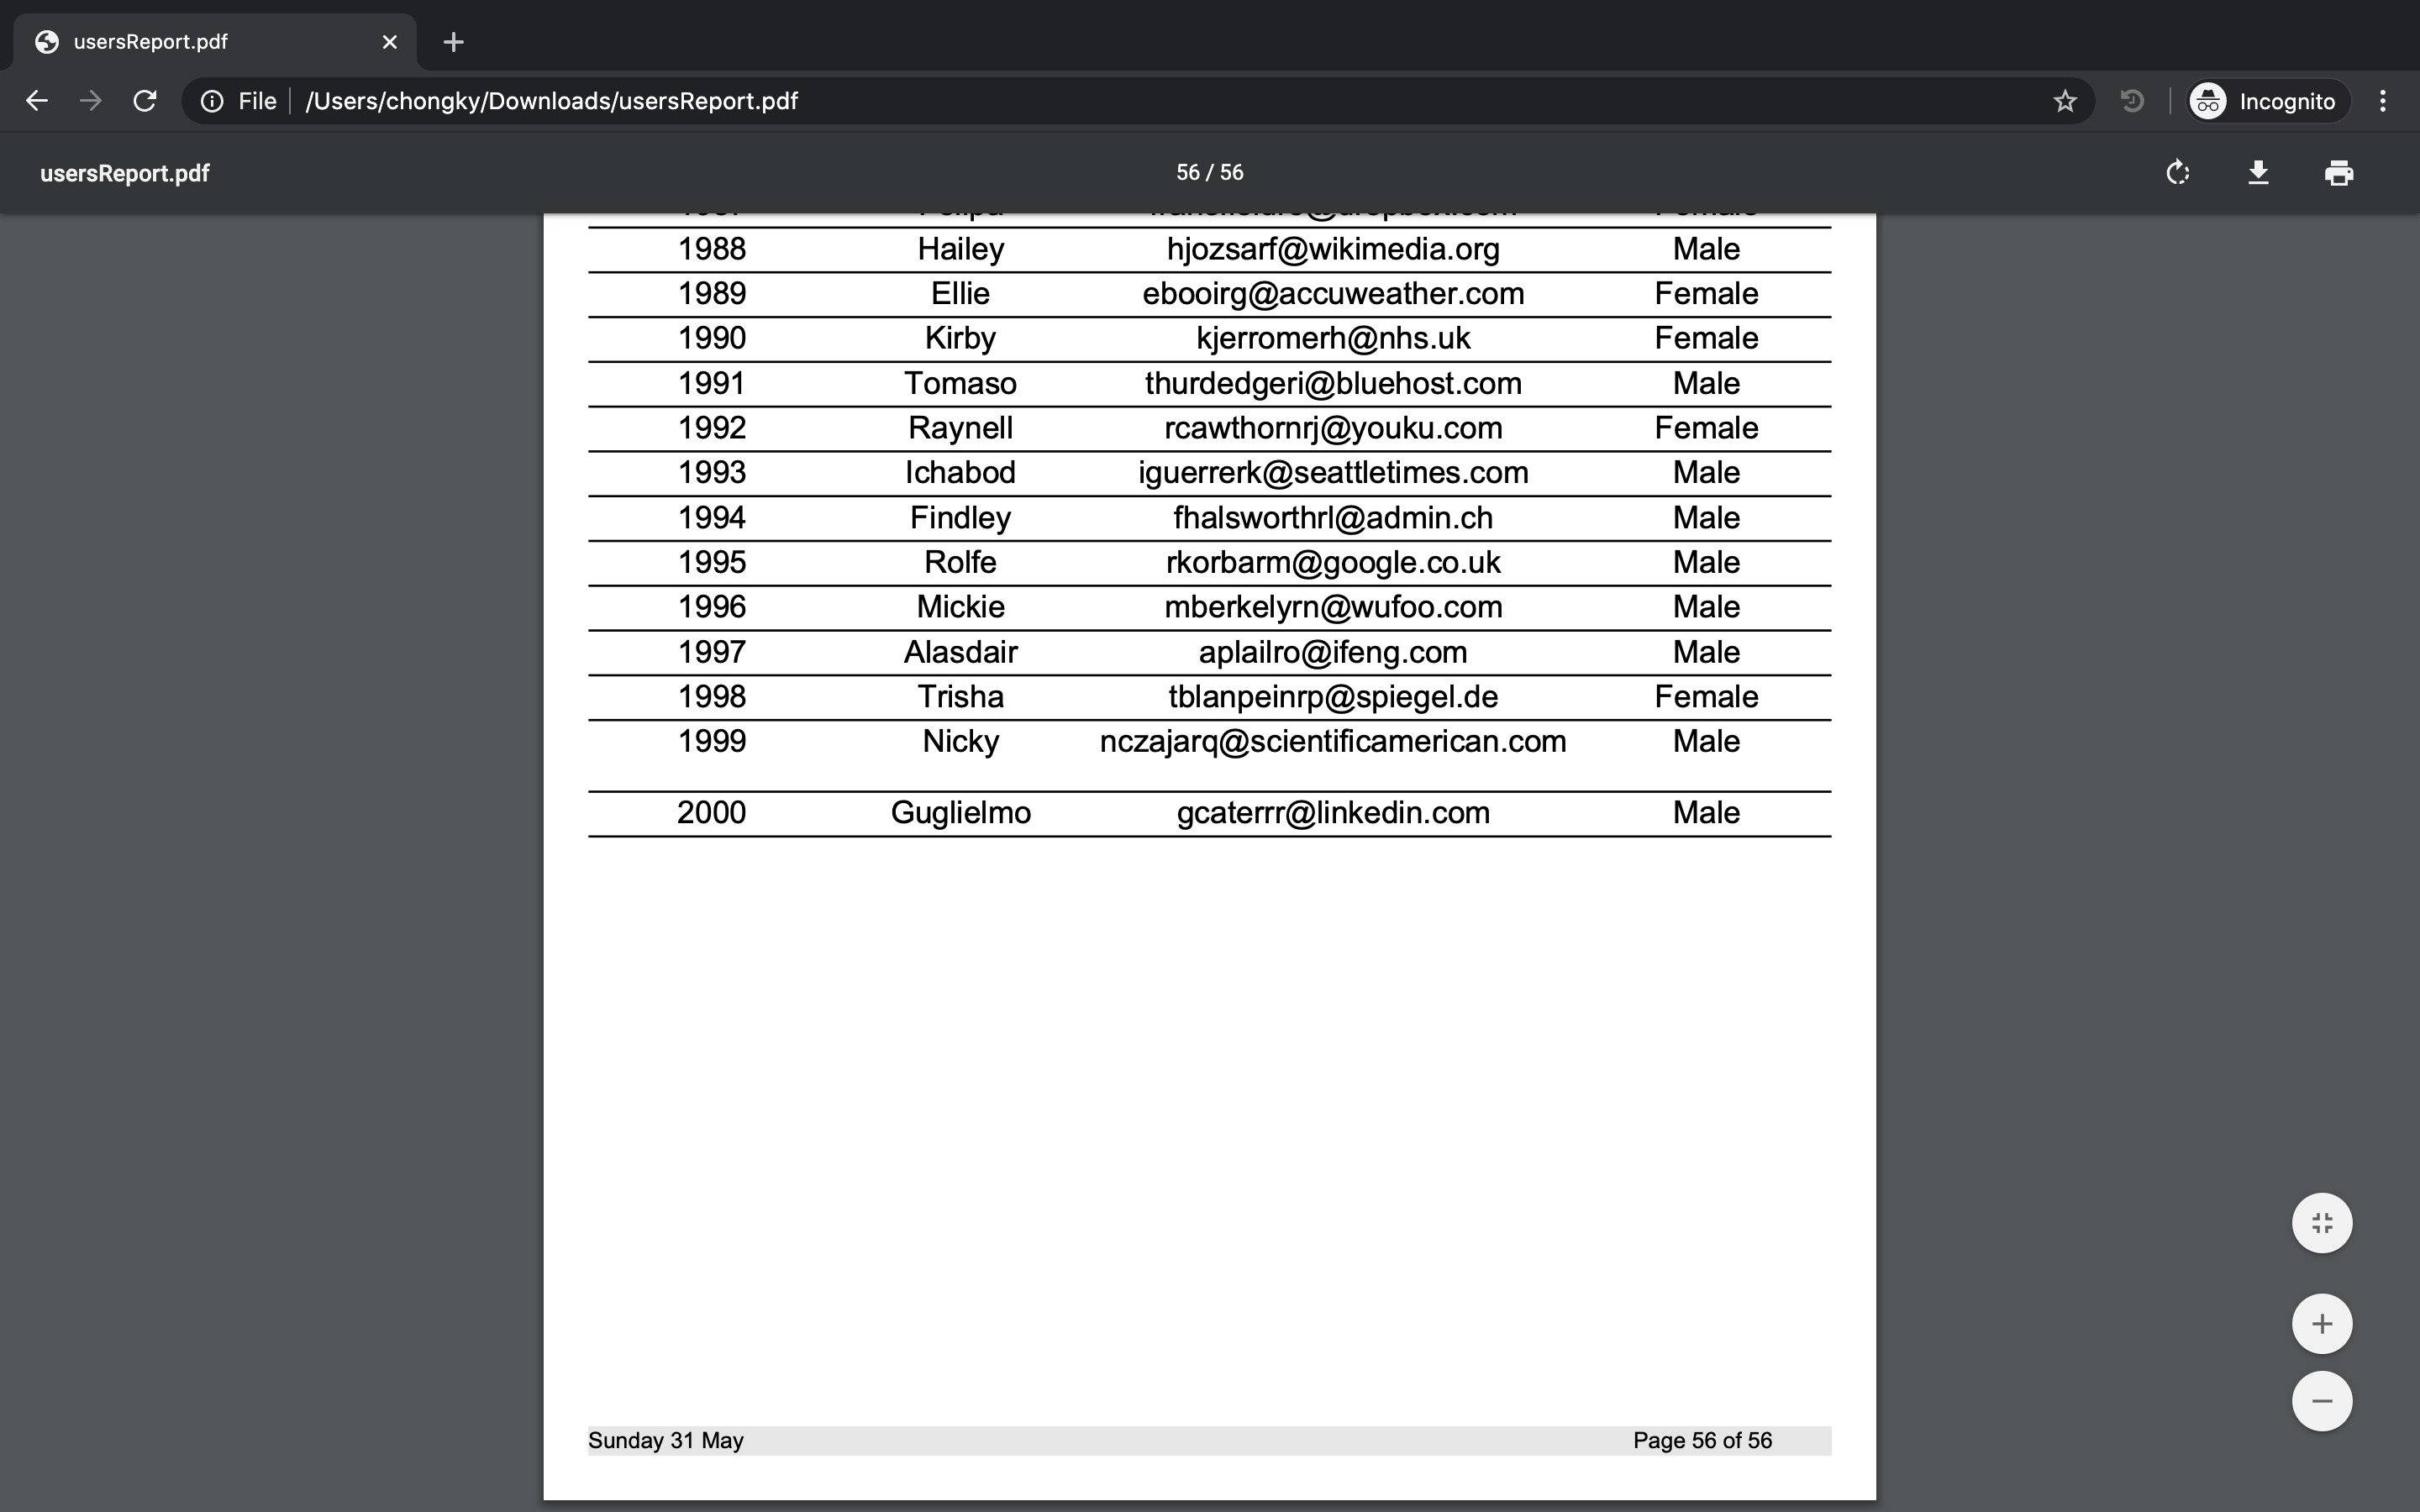 usersReport.pdf
File /Users/chongky/Downloads/usersReport.pdf Incognito
usersReport.pdf 56 / 56
1988 Hailey hjozsarf@wikimedia.org Male
1989 Ellie ebooirg@accuweather.com Female
1990 Kirby kjerromerh@nhs.uk Female
1991 Tomaso thurdedgeri@bluehost.com Male
1992 Raynell rcawthornrj@youku.com Female
1993 Ichabod iguerrerk@seattletimes.com Male
1994 Findley fhalsworthrl@admin.ch Male
1995 Rolfe rkorbarm@google.co.uk Male
1996 Mickie mberkelyrn@wufoo.com Male
1997 Alasdair aplailro@ifeng.com Male
1998 Trisha tblanpeinrp@spiegel.de Female
1999 Nicky nczajarq@scientificamerican.com Male
2000 Guglielmo gcaterrr@linkedin.com Male
Sunday 31 May Page 56 of 56